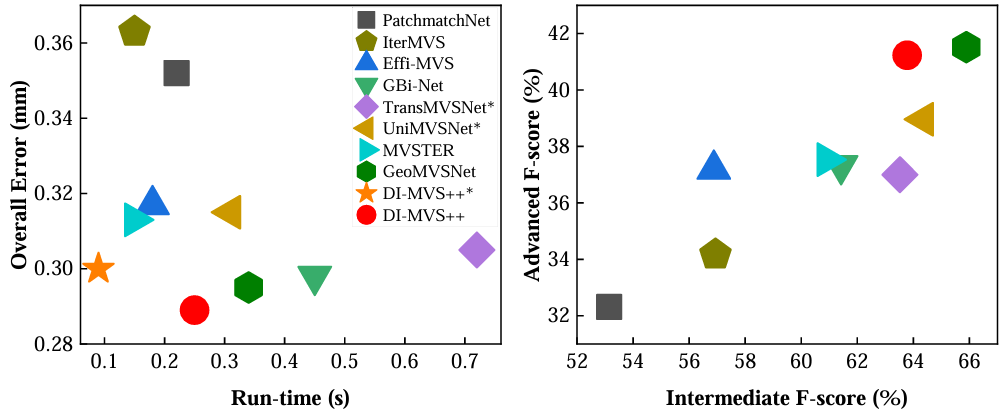 0.36
0.34
0.32
0.30
0.28
Overall Error (mm)
0.1 0.2 0.3 0.4 0.5 0.6 0.7
Run-time (s)
PatchmatchNet
IterMVS
Effi-MVS
GBi-Net
TransMVSNet*
UniMVSNet*
MVSTER
GeoMVSNet
DI-MVS++*
DI-MVS++
42
40
38
36
34
32
Advanced F-score (%)
52 54 56 58 60 62 64 66
Intermediate F-score (%)